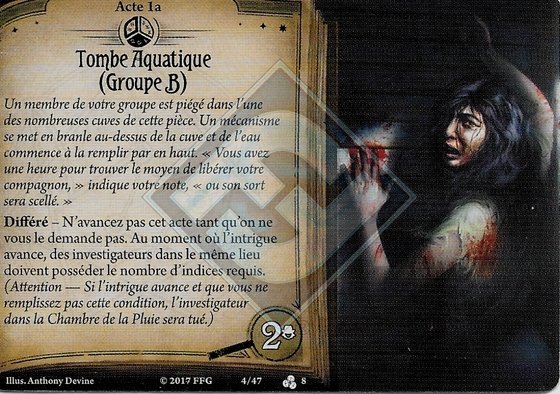 Acte 1a
Tombe Aquatique
(Groupe B)
Un membre de votre groupe est piégé dans l'une
des nombreuses cuves de cette pièce. Un mécanisme
se met en branle au-dessus de la cuve et de l'eau
commence à la remplir par en haut. « Vous avez
une heure pour trouver le moyen de libérer votre
compagnon, » indique votre note, « ou son sort
sera scellé. »
Différé – N'avancez pas cet acte tant qu'on ne
vous le demande pas. Au moment où l'intrigue
avance, des investigateurs dans le même lieu
doivent posséder le nombre d'indices requis.
(Attention — Si l'intrigue avance et que vous ne
remplissez pas cette condition, l'investigateur
dans la Chambre de la Pluie sera tué.)
2
Illus. Anthony Devine © 2017 FFG 4/47 8